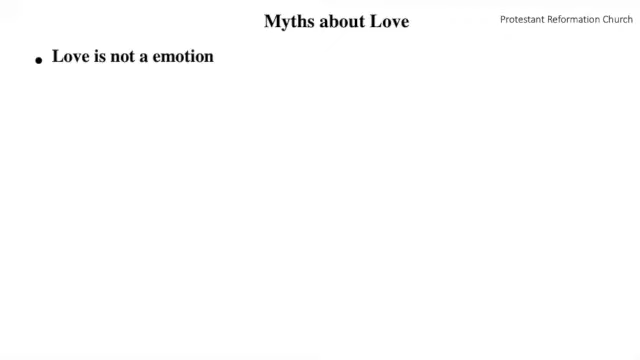 Myths about Love
Protestant Reformation Church
• Love is not a emotion